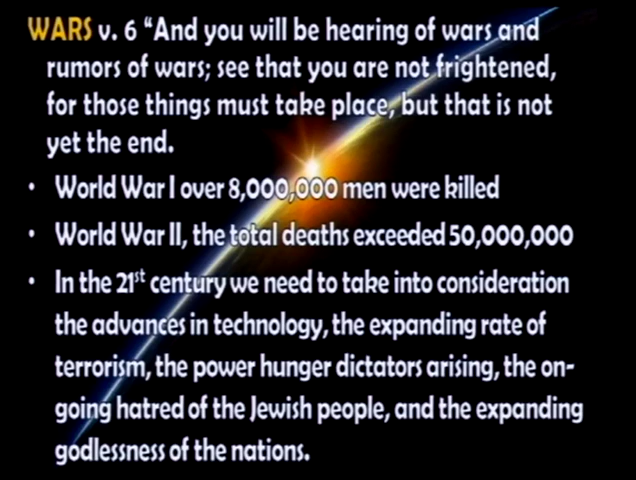 WARS v. 6 “And you will be hearing of wars and
rumors of wars; see that you are not frightened,
for those things must take place, but that is not
yet the end.
• World War I over 8,000,000 men were killed
• World War II, the total deaths exceeded 50,000,000
• In the 21st century we need to take into consideration
the advances in technology, the expanding rate of
terrorism, the power hunger dictators arising, the on-
going hatred of the Jewish people, and the expanding
godlessness of the nations.